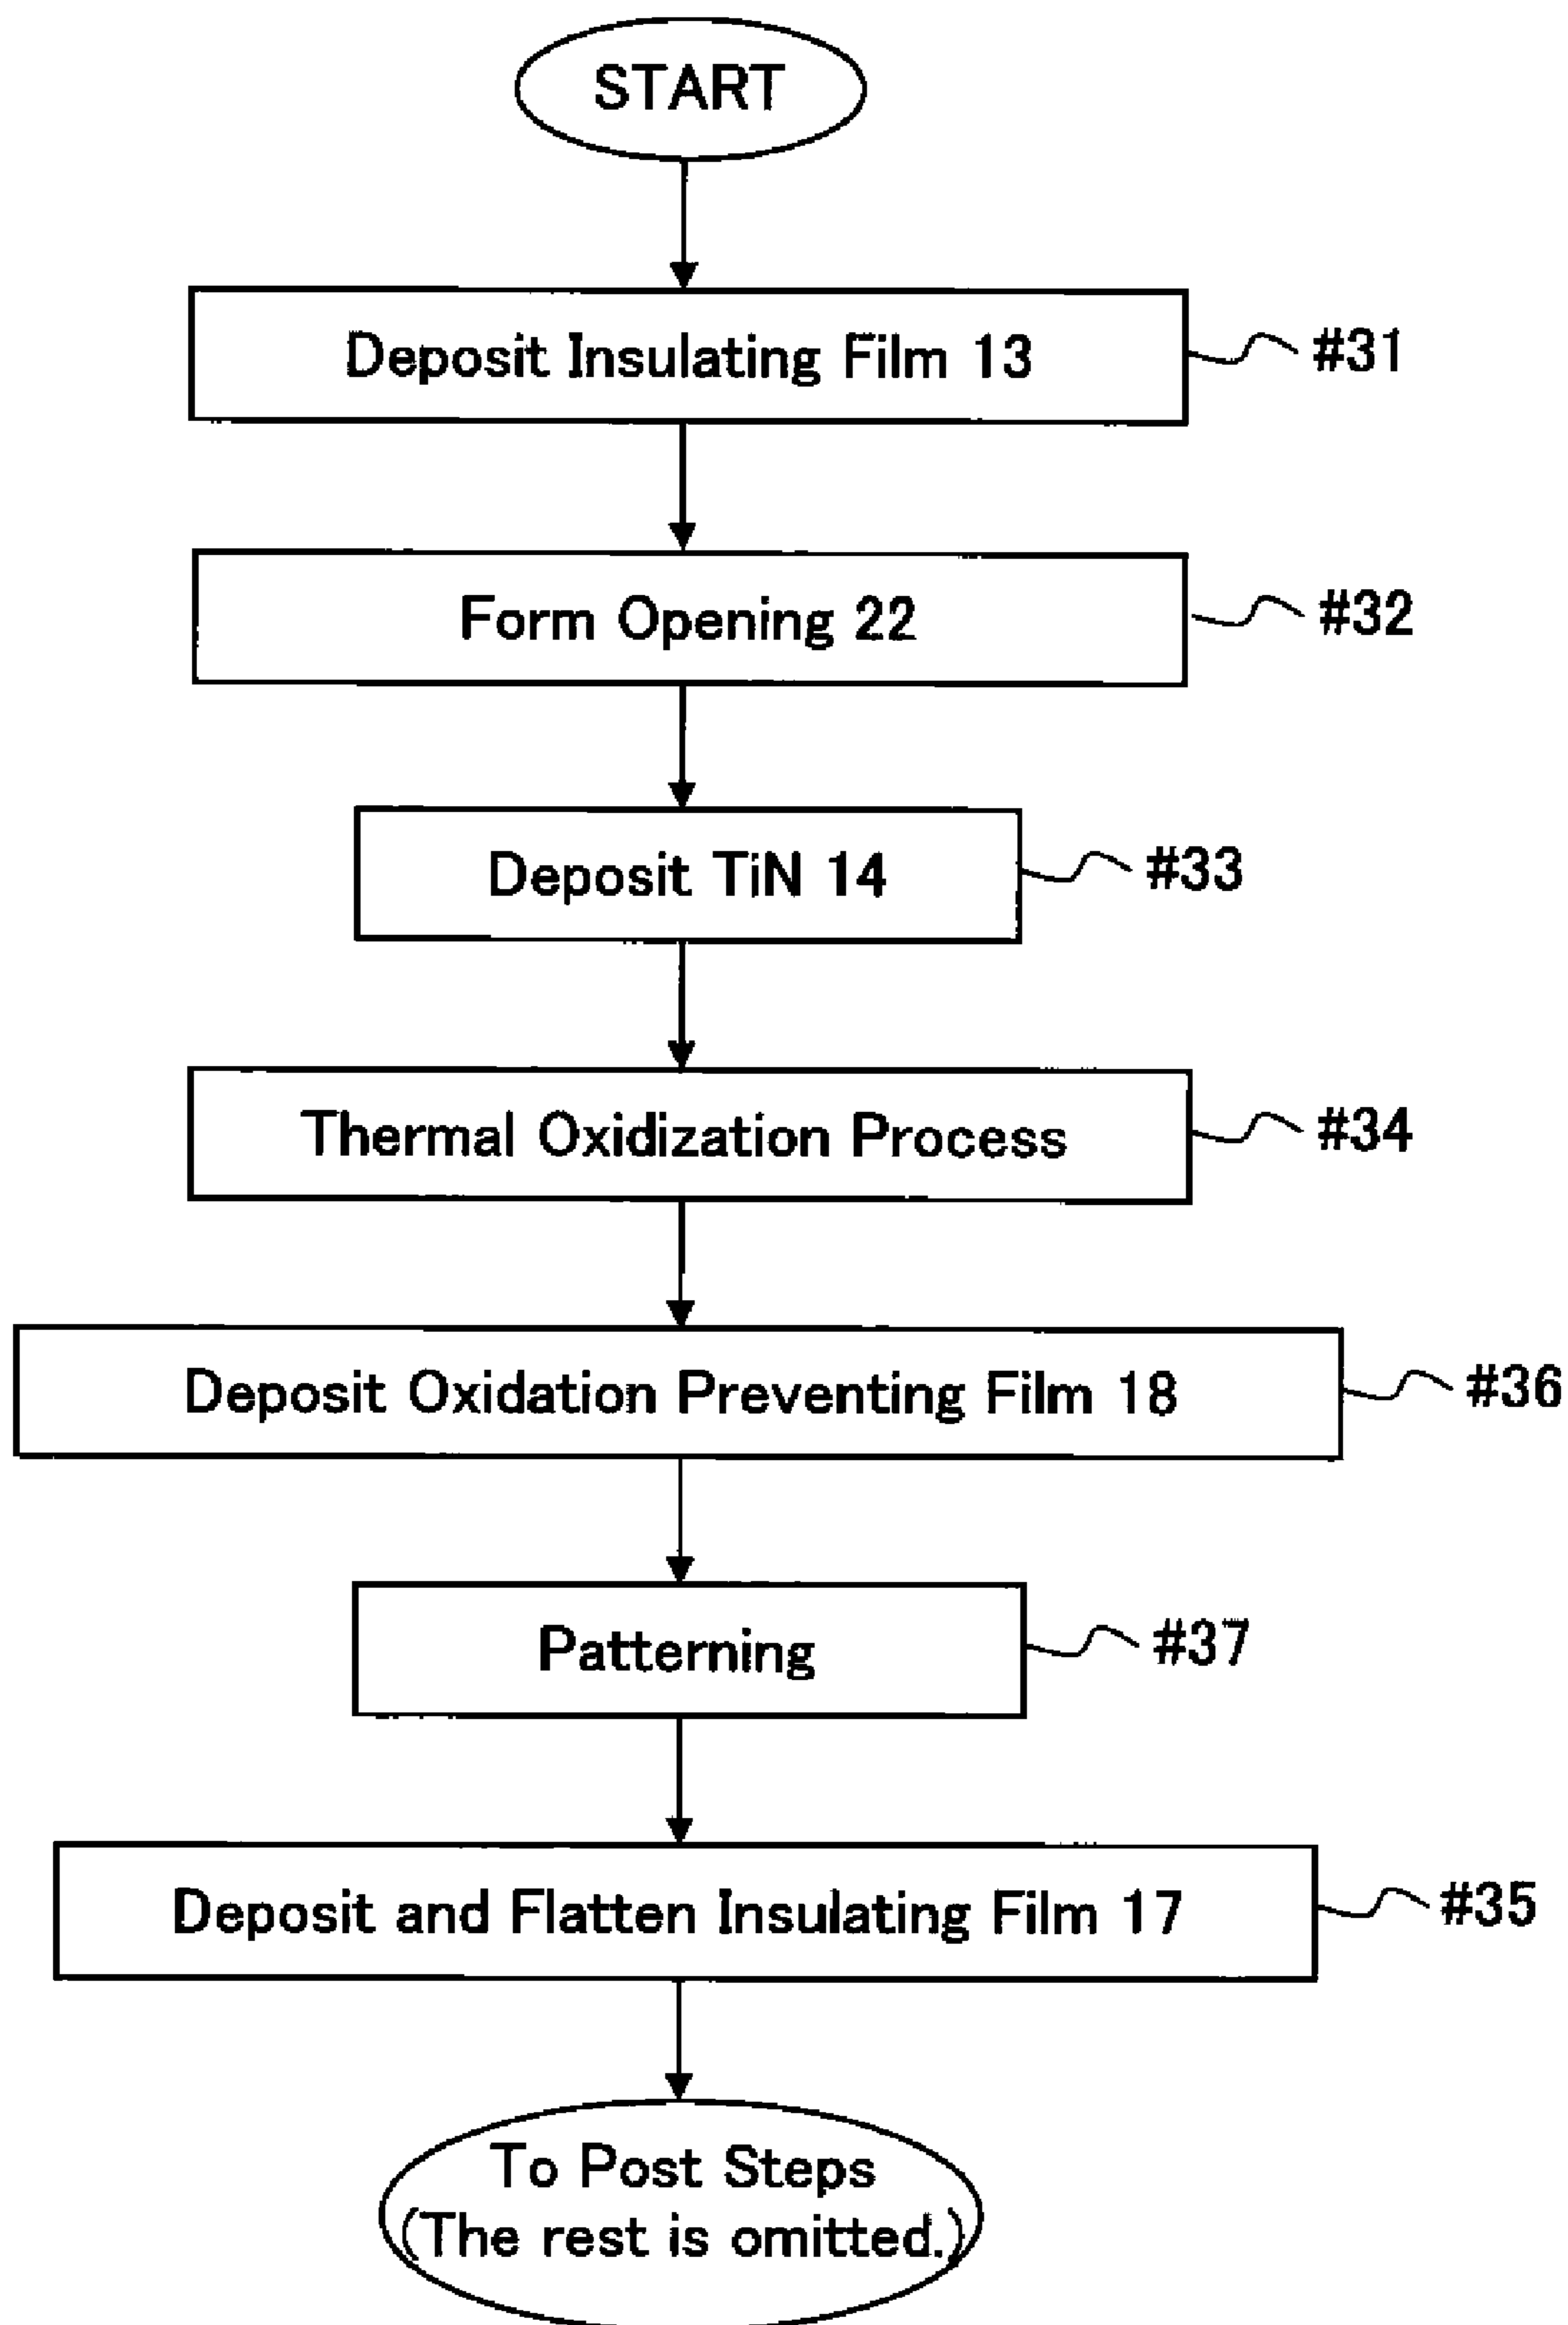 START
Deposit Insulating Film 13 #31
Form Opening 22 #32
Deposit TiN 14 #33
Thermal Oxidization Process #34
Deposit Oxidation Preventing Film 18 #36
Patterning #37
Deposit and Flatten Insulating Film 17 #35
To Post Steps
(The rest is omitted.)